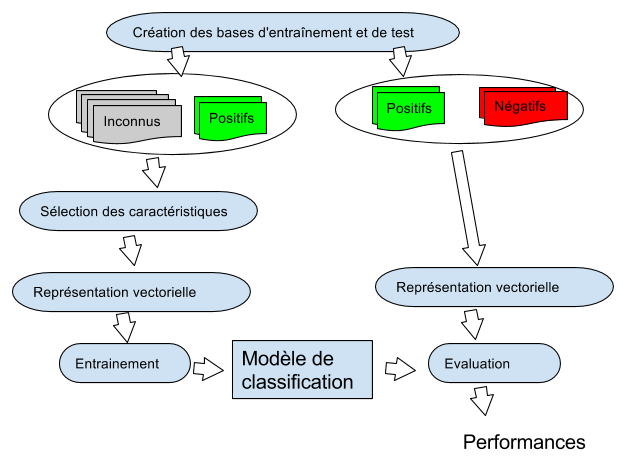 Création des bases d'entraînement et de test
Inconnus
Positifs
Positifs
Négatifs
Sélection des caractéristiques
Représentation vectorielle
Représentation vectorielle
Entrainement
Modèle de
classification
Evaluation
Performances